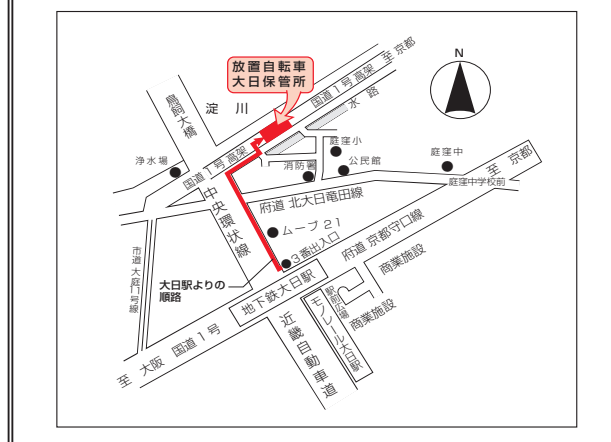 放置自転車
大日保管所
N
国道1号高架
至 京都
鳥飼大橋
淀 川
水 路
浄水場
国道1号高架
庭窪小
消防署
公民館
庭窪中
至 京都
庭窪中学校前
中央環状線
府道 北大日竜田線
ムーブ21
府道 京都守口線
市道 大庭17号線
3番出入口
大日駅よりの
順路
地下鉄大日駅
商業施設
駅前広場
商業施設
モノレール大日駅
近畿自動車道
至 大阪 国道1号